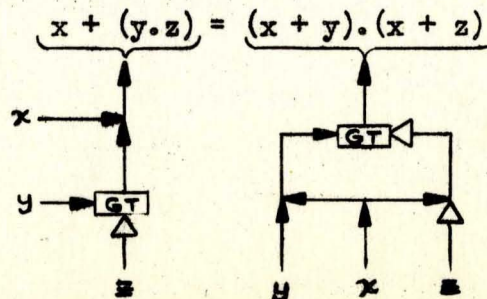 x + (y.z) = (x + y).(x + z)
x
GT
y GT
z y x z